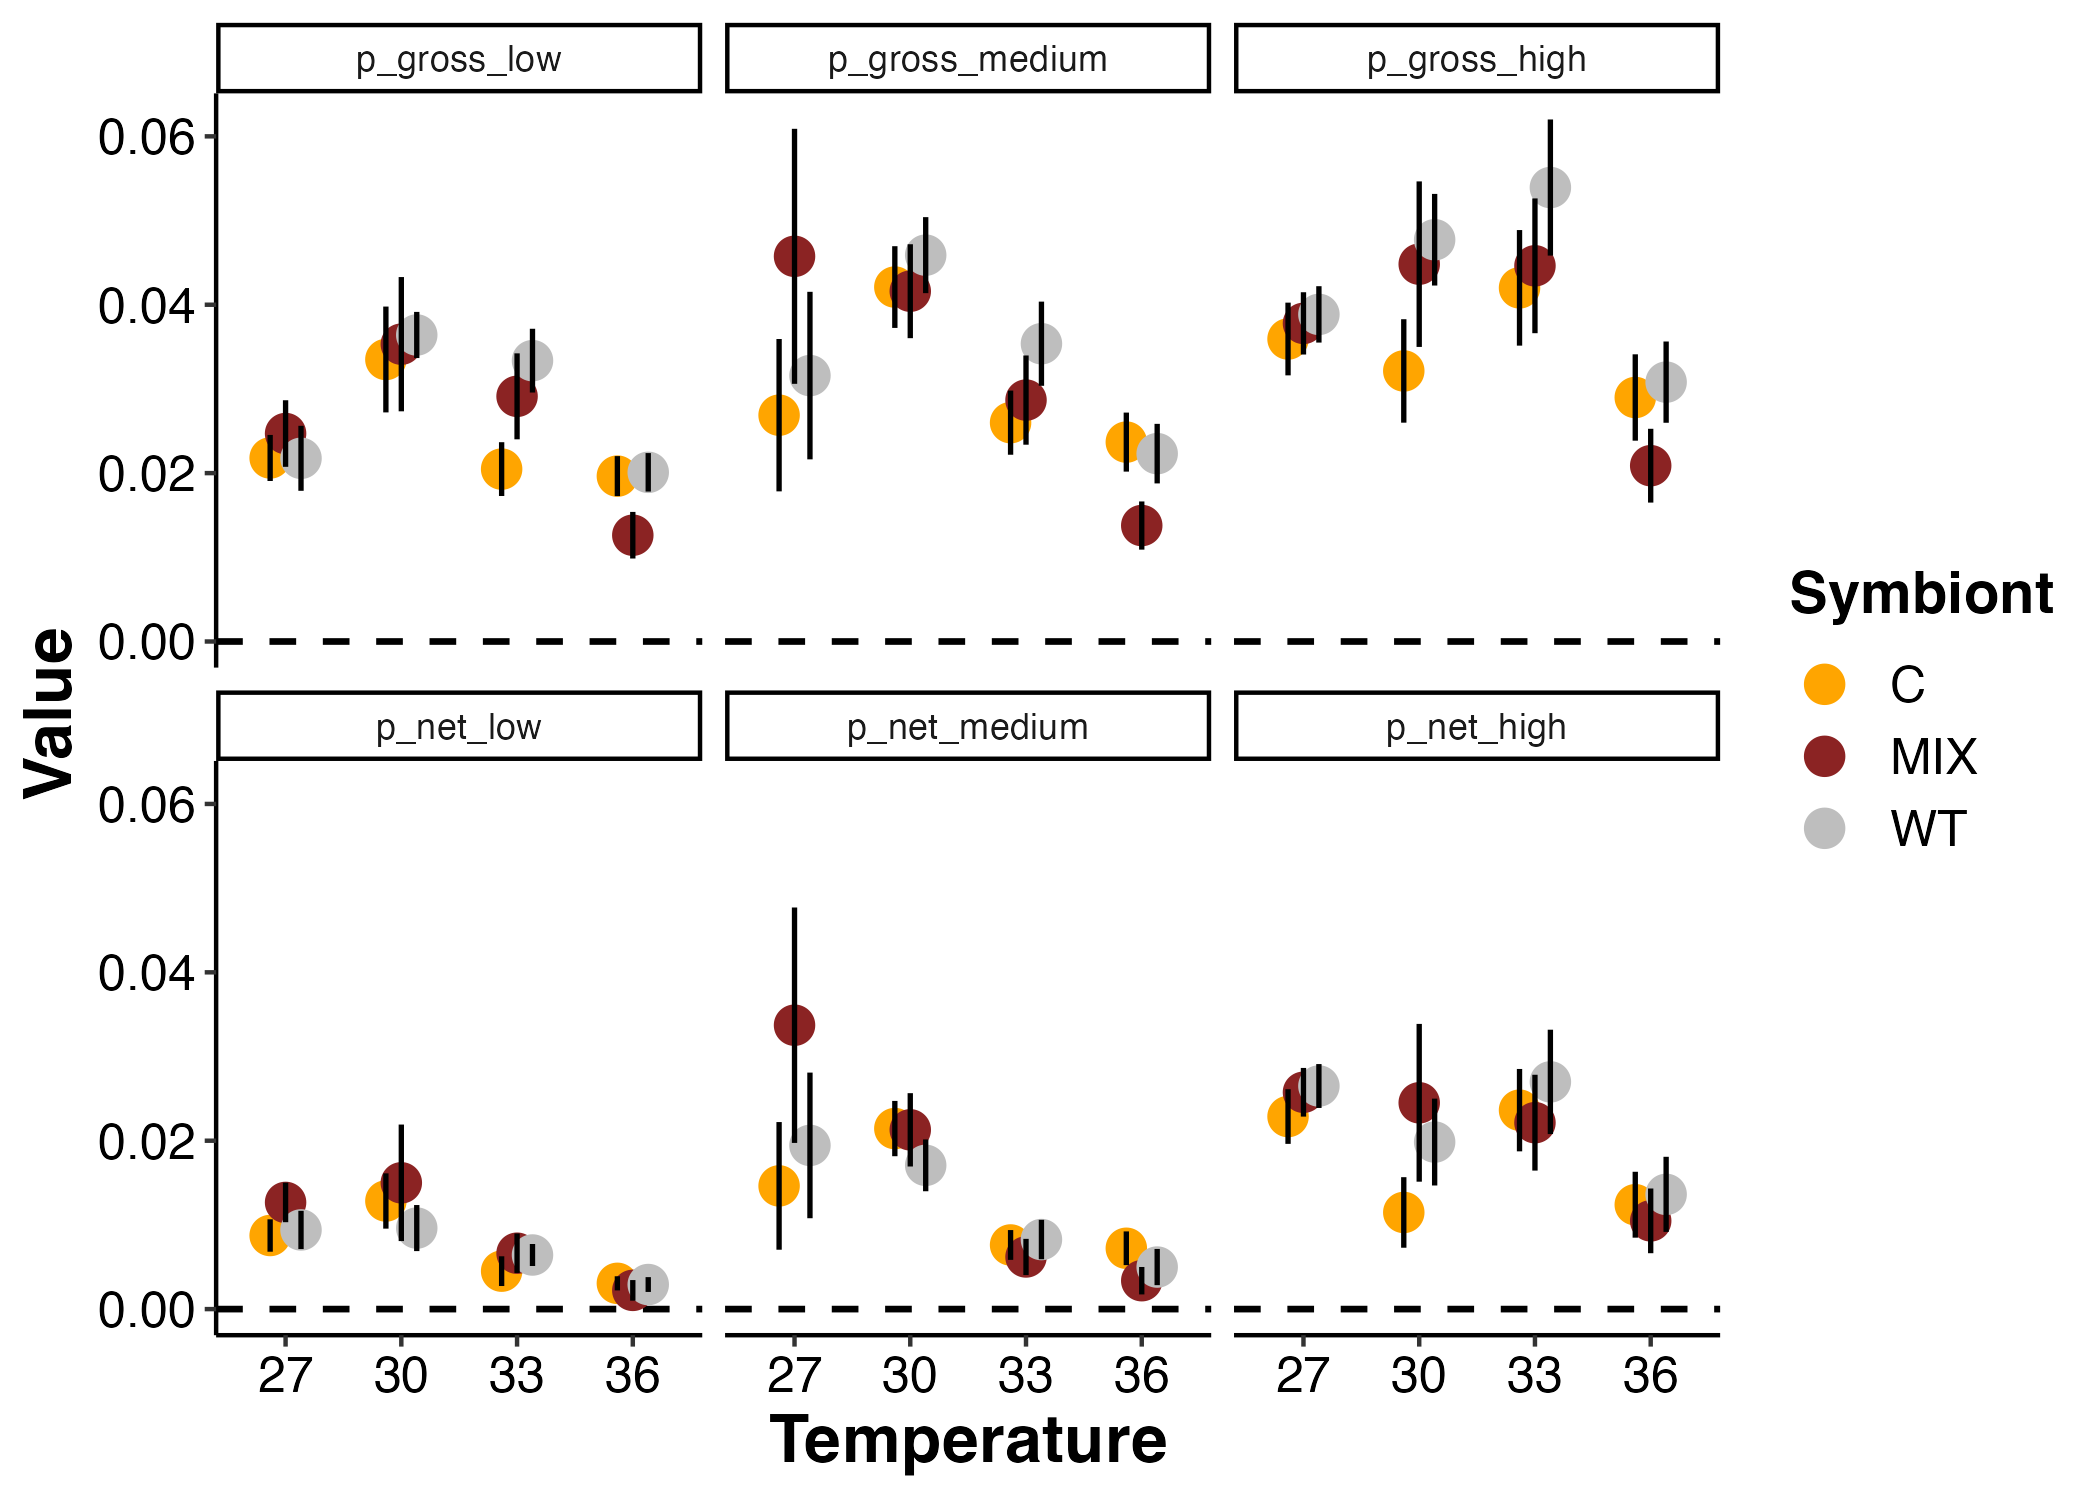 p_gross_low p_gross_medium p_gross_high
0.06
0.04
0.02
0.00
p_net_low p_net_medium p_net_high
0.06
0.04
0.02
0.00
27 30 33 36 27 30 33 36 27 30 33 36
Temperature
Value
Symbiont
C
MIX
WT